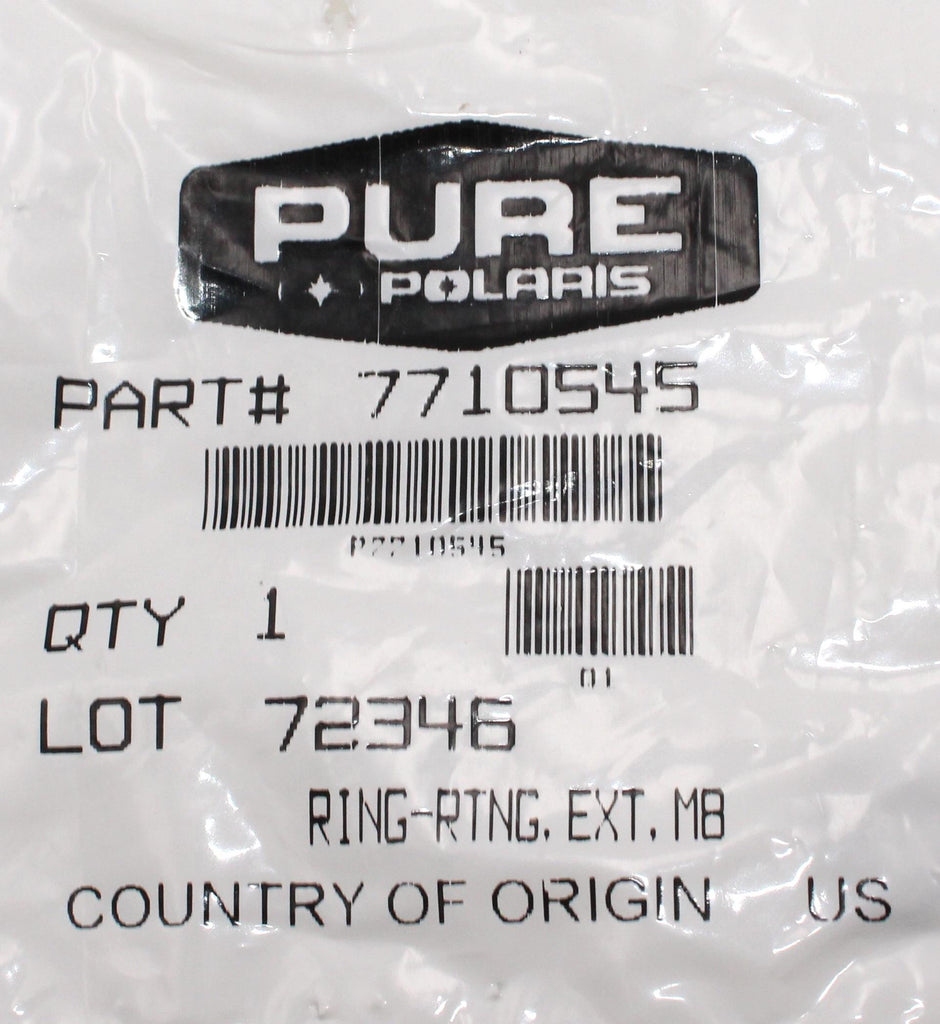 PURE
POLARIS
PART# 7710545
P7710545
QTY 1
01
LOT 72346
RING-RTNG, EXT, M8
COUNTRY OF ORIGIN US